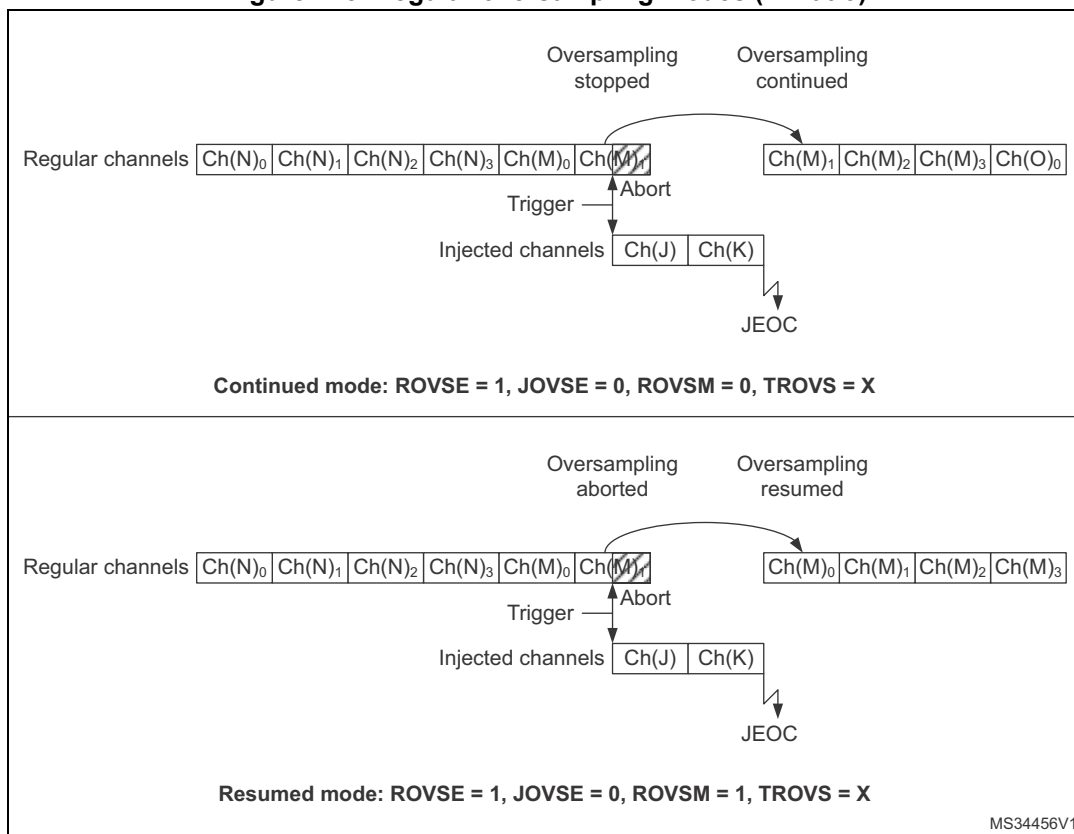 Oversampling stopped
Oversampling continued
Regular channels Ch(N)₀ Ch(N)₁ Ch(N)₂ Ch(N)₃ Ch(M)₀ Ch(M)₁ Ch(M)₁ Ch(M)₂ Ch(M)₃ Ch(O)₀
Abort
Trigger
Injected channels Ch(J) Ch(K)
JEOC
Continued mode: ROVSE = 1, JOVSE = 0, ROVSM = 0, TROVS = X
Oversampling aborted
Oversampling resumed
Regular channels Ch(N)₀ Ch(N)₁ Ch(N)₂ Ch(N)₃ Ch(M)₀ Ch(M)₁ Ch(M)₀ Ch(M)₁ Ch(M)₂ Ch(M)₃
Abort
Trigger
Injected channels Ch(J) Ch(K)
JEOC
Resumed mode: ROVSE = 1, JOVSE = 0, ROVSM = 1, TROVS = X
MS34456V1